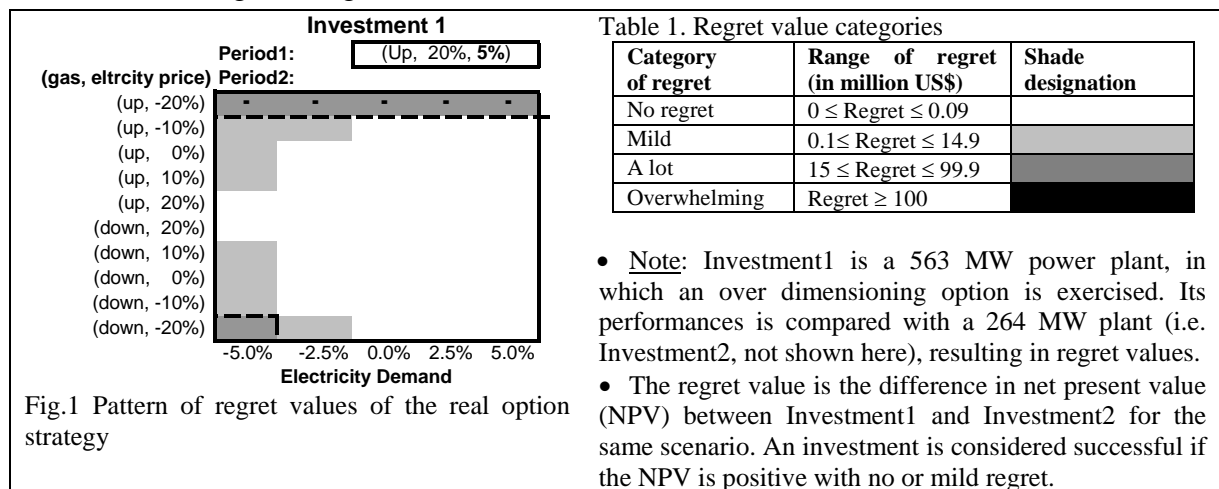 Investment 1
Period1: (Up, 20%, 5%)
(gas, eltrcity price) Period2:
(up, -20%) - - - - -
(up, -10%)
(up, 0%)
(up, 10%)
(up, 20%)
(down, 20%)
(down, 10%)
(down, 0%)
(down, -10%)
(down, -20%)
-5.0% -2.5% 0.0% 2.5% 5.0%
Electricity Demand
Fig.1 Pattern of regret values of the real option
strategy
Table 1. Regret value categories
Category of regret Range of regret (in million US$) Shade designation
No regret 0 ≤ Regret ≤ 0.09
Mild 0.1≤ Regret ≤ 14.9
A lot 15 ≤ Regret ≤ 99.9
Overwhelming Regret ≥ 100
• Note: Investment1 is a 563 MW power plant, in
which an over dimensioning option is exercised. Its
performances is compared with a 264 MW plant (i.e.
Investment2, not shown here), resulting in regret values.
• The regret value is the difference in net present value
(NPV) between Investment1 and Investment2 for the
same scenario. An investment is considered successful if
the NPV is positive with no or mild regret.